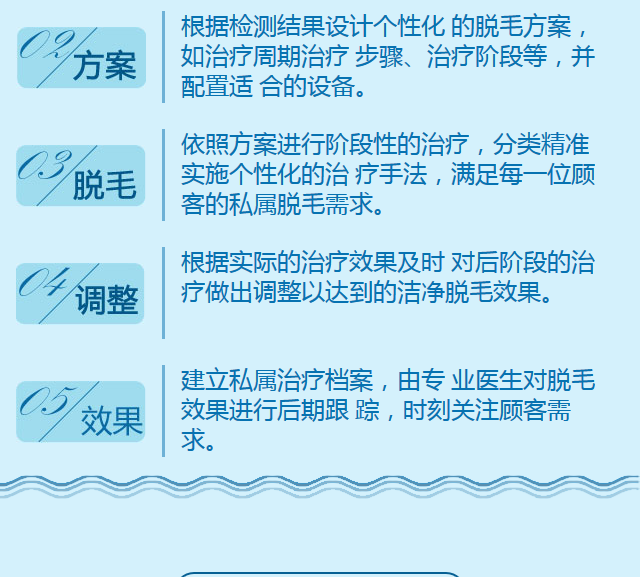 02 方案
根据检测结果设计个性化 的脱毛方案，
如治疗周期治疗 步骤、治疗阶段等，并
配置适 合的设备。
03 脱毛
依照方案进行阶段性的治疗，分类精准
实施个性化的治 疗手法，满足每一位顾
客的私属脱毛需求。
04 调整
根据实际的治疗效果及时 对后阶段的治
疗做出调整以达到的洁净脱毛效果。
05 效果
建立私属治疗档案，由专 业医生对脱毛
效果进行后期跟 踪，时刻关注顾客需
求。